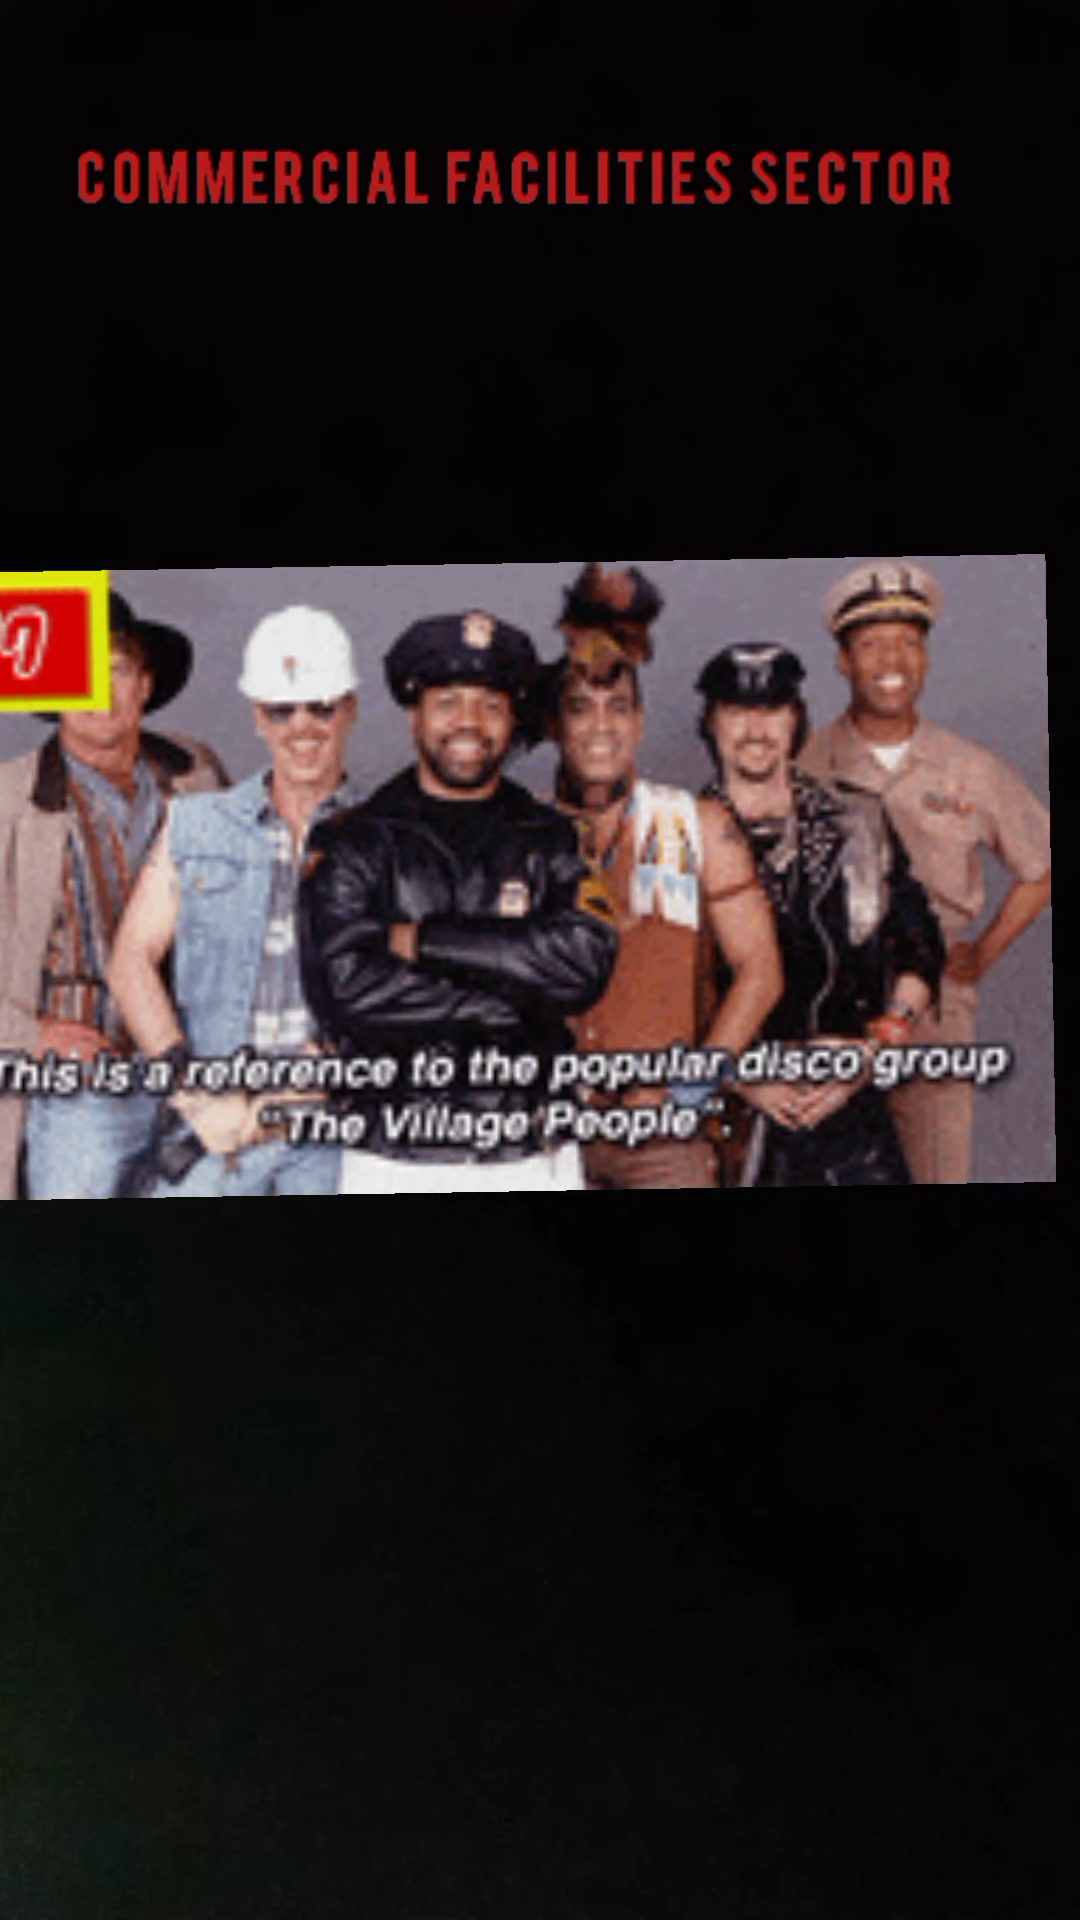 COMMERCIAL FACILITIES SECTOR
This is a reference to the popular disco group
"The Village People".